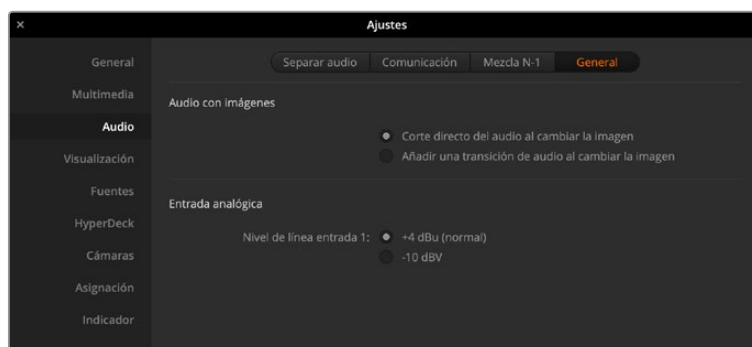 Ajustes
General
Multimedia
Audio
Visualización
Fuentes
HyperDeck
Cámaras
Asignación
Indicador
Separar audio Comunicación Mezcla N-1 General
Audio con imágenes
Corte directo del audio al cambiar la imagen
Añadir una transición de audio al cambiar la imagen
Entrada analógica
Nivel de línea entrada 1: +4 dBu (normal)
-10 dBV